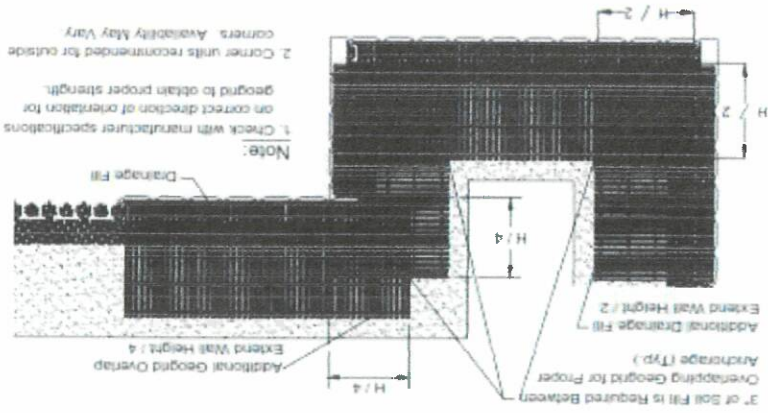 3" of Soil Fill is Required Between
Overlapping Geogrid for Proper
Anchorage (Typ.)
H / 4
Additional Geogrid Overlap
Extend Wall Height / 4
Additional Drainage Fill
Extend Wall Height / 2
H / 4
Drainage Fill
H / 2
H / 2
Note:
1. Check with manufacturer specifications
on correct direction of orientation for
geogrid to obtain proper strength.
2. Corner units recommended for outside
corners. Availability May Vary.